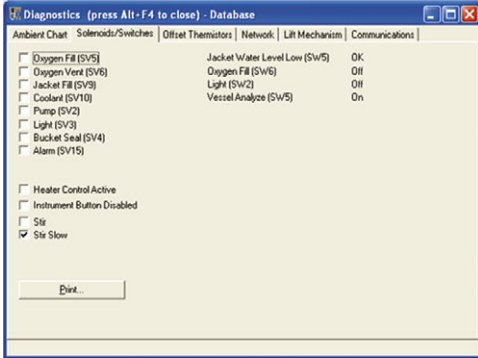 Diagnostics (press Alt+F4 to close) - Database
Ambient Chart Solenoids/Switches Offset Thermistors Network Lift Mechanism Communications
Oxygen Fill (SV5) Jacket Water Level Low (SW5) OK
Oxygen Vent (SV6) Oxygen Fill (SW6) Off
Jacket Fill (SV9) Light (SW2) Off
Coolant (SV10) Vessel Analyze (SW5) On
Pump (SV2)
Light (SV3)
Bucket Seal (SV4)
Alarm (SV15)
Heater Control Active
Instrument Button Disabled
Stir
Stir Slow
Print...